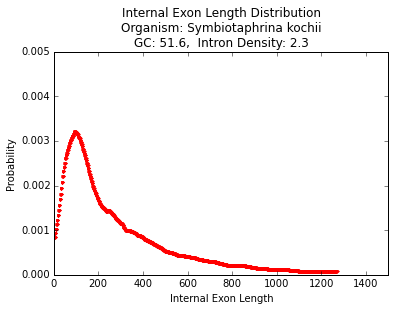 Internal Exon Length Distribution
Organism: Symbiotaphrina kochii
GC: 51.6,  Intron Density: 2.3
0.005
0.004
0.003
0.002
0.001
0.000
Probability
0 200 400 600 800 1000 1200 1400
Internal Exon Length